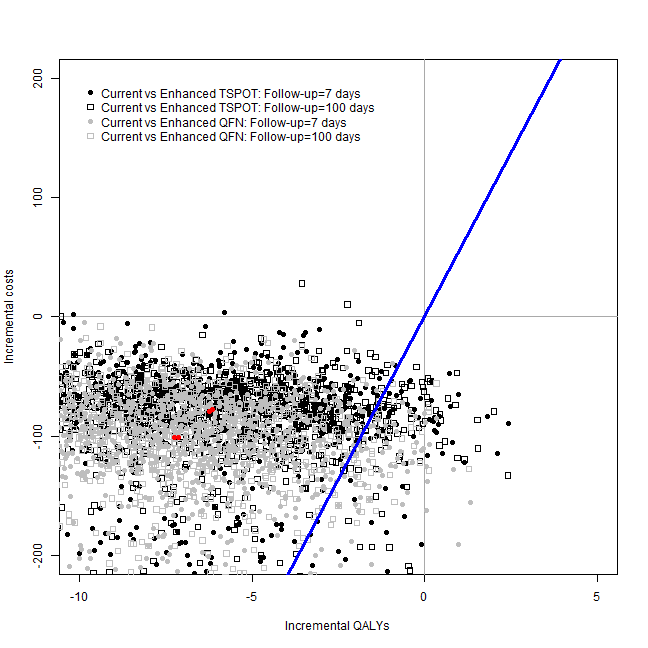 Current vs Enhanced TSPOT: Follow-up=7 days
Current vs Enhanced TSPOT: Follow-up=100 days
Current vs Enhanced QFN: Follow-up=7 days
Current vs Enhanced QFN: Follow-up=100 days
200
100
0
-100
-200
Incremental costs
-10
-5
0
5
Incremental QALYs